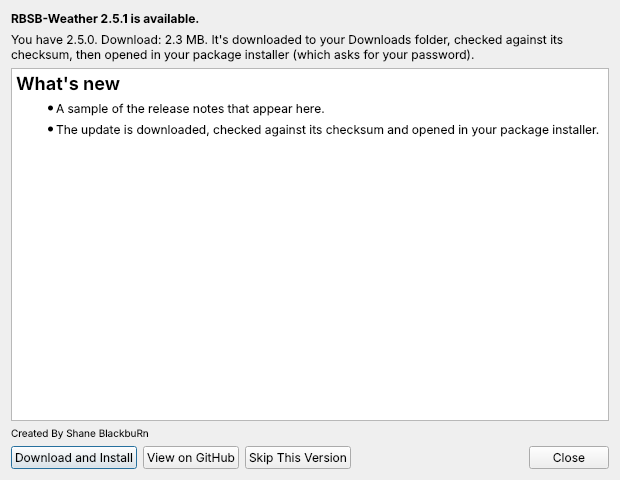 RBSB-Weather 2.5.1 is available.
You have 2.5.0. Download: 2.3 MB. It's downloaded to your Downloads folder, checked against its
checksum, then opened in your package installer (which asks for your password).
What's new
• A sample of the release notes that appear here.
• The update is downloaded, checked against its checksum and opened in your package installer.
Created By Shane BlackbuRn
Download and Install
View on GitHub
Skip This Version
Close